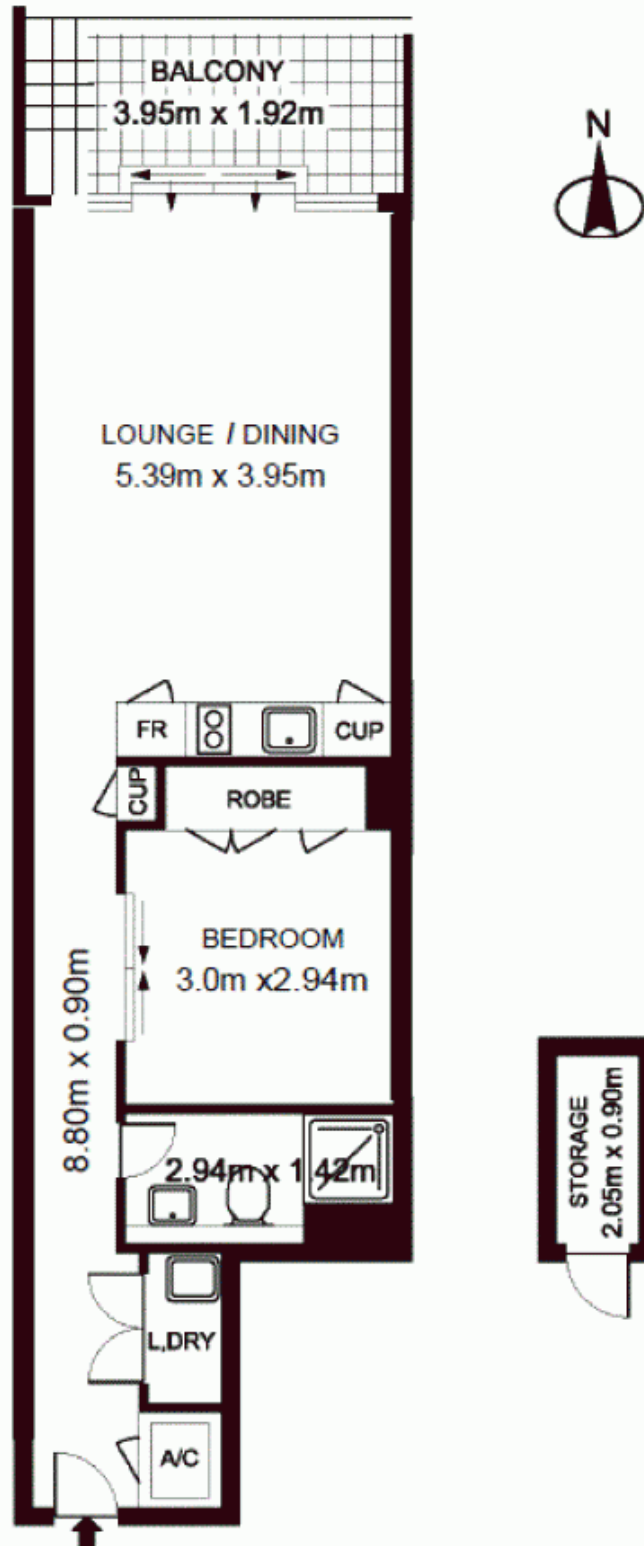 BALCONY
3.95m x 1.92m
N
LOUNGE / DINING
5.39m x 3.95m
FR
CUP
CUP
ROBE
BEDROOM
3.0m x2.94m
8.80m x 0.90m
2.94m x 1.42m
STORAGE
2.05m x 0.90m
L,DRY
A/C